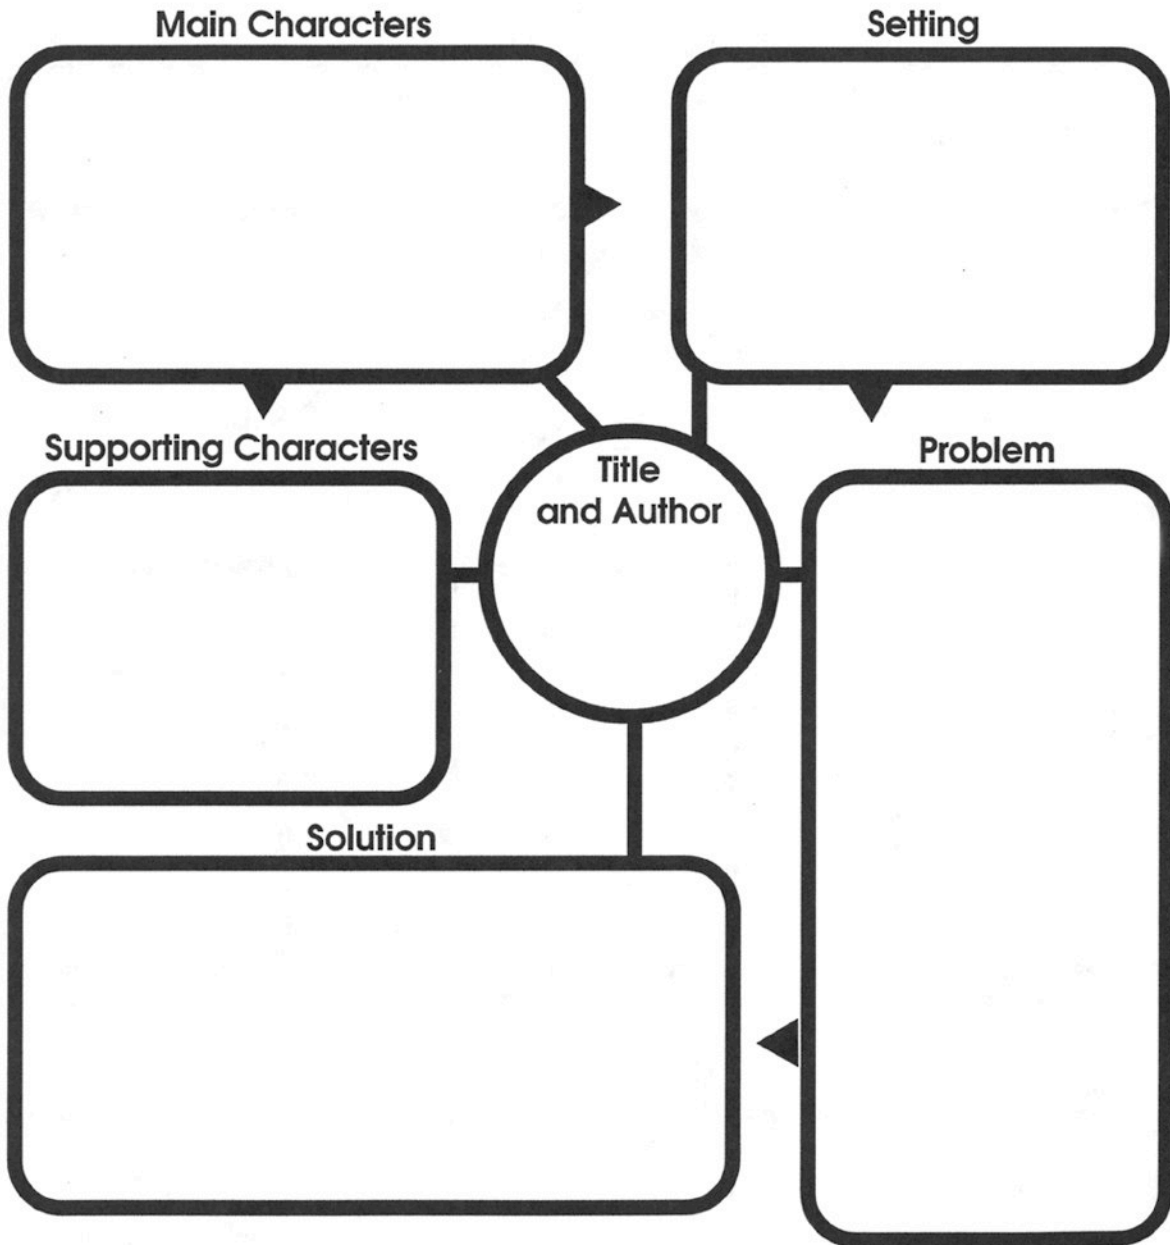 Main Characters
Setting
Supporting Characters
Title
and Author
Problem
Solution